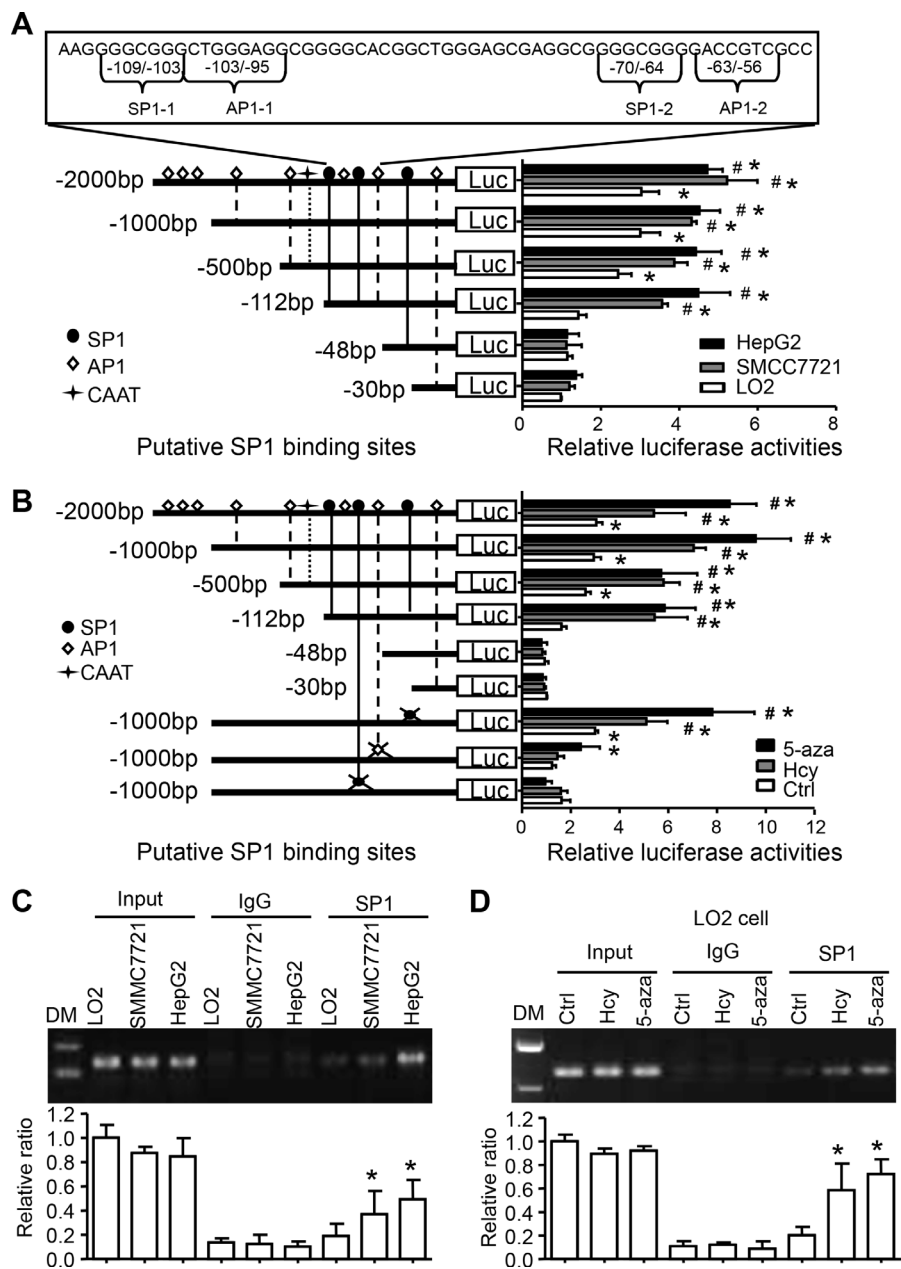 A
AAGGGGCGGGCTGGGAGGCGGGGCACGGCTGGGAGCGAGGCGGGGCGGGGACCGTCGCC
-109/-103 -103/-95 -70/-64 -63/-56
SP1-1 AP1-1 SP1-2 AP1-2
-2000bp Luc # *
# *
*
-1000bp Luc # *
# *
*
-500bp Luc # *
# *
*
-112bp Luc # *
# *
-48bp Luc
-30bp Luc
SP1
AP1
CAAT
HepG2
SMCC7721
LO2
0 2 4 6 8
Putative SP1 binding sites Relative luciferase activities
B
-2000bp Luc # *
# *
*
-1000bp Luc # *
# *
*
-500bp Luc # *
# *
*
-112bp Luc # *
# *
-48bp Luc
-30bp Luc
-1000bp Luc # *
# *
*
-1000bp Luc *
-1000bp Luc
SP1
AP1
CAAT
5-aza
Hcy
Ctrl
0 2 4 6 8 10 12
Putative SP1 binding sites Relative luciferase activities
C
Input IgG SP1
DM LO2 SMMC7721 HepG2 LO2 SMMC7721 HepG2 LO2 SMMC7721 HepG2
Relative ratio
1.2
1.0
0.8
0.6
0.4
0.2
0.0
* *
D
LO2 cell
Input IgG SP1
DM Ctrl Hcy 5-aza Ctrl Hcy 5-aza Ctrl Hcy 5-aza
Relative ratio
1.2
1.0
0.8
0.6
0.4
0.2
0.0
* *